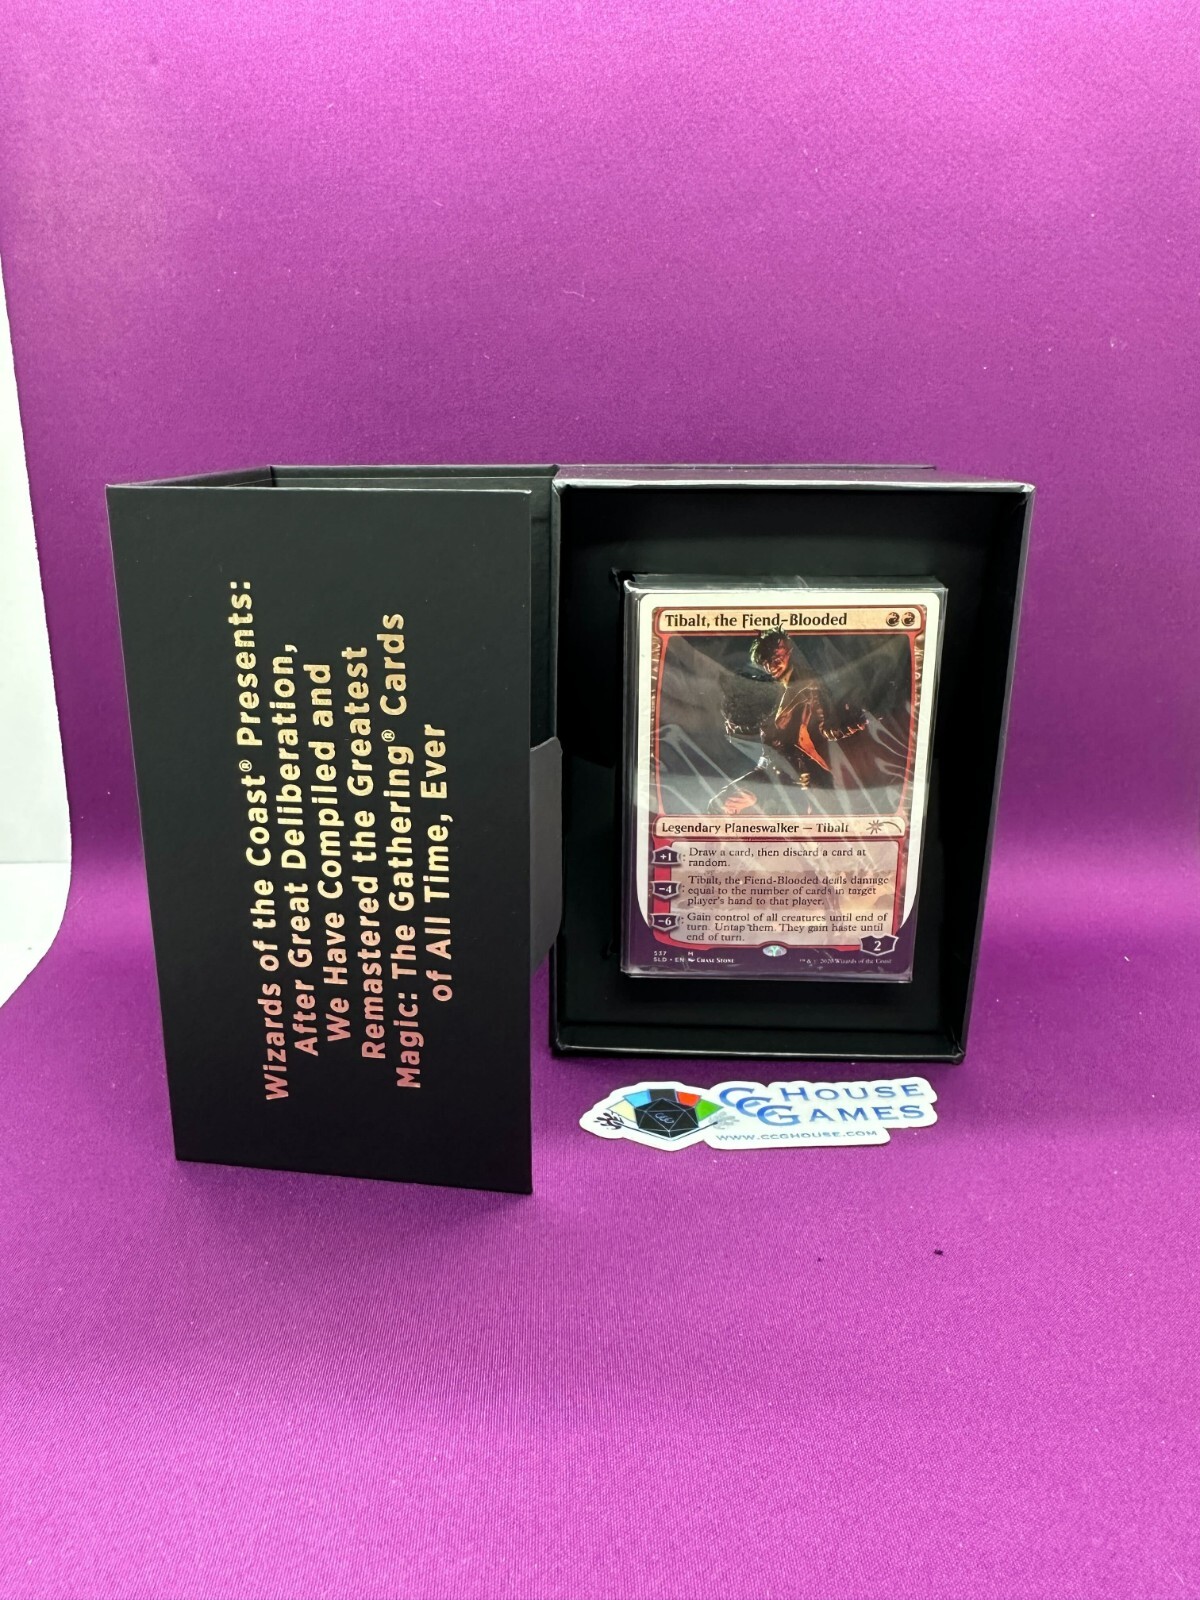 Wizards of the Coast® Presents:
After Great Deliberation,
We Have Compiled and
Remastered the Greatest
Magic: The Gathering® Cards
of All Time, Ever
Tibalt, the Fiend-Blooded
Legendary Planeswalker — Tibalt
+1: Draw a card, then discard a card at
random.
-4: Tibalt, the Fiend-Blooded deals damage
equal to the number of cards in target
player's hand to that player.
-6: Gain control of all creatures until end of
turn. Untap them. They gain haste until
end of turn.
2
537 M
SLD • EN Chase Stone
™ & © 2020 Wizards of the Coast
CCG House
Games
www.ccghouse.com